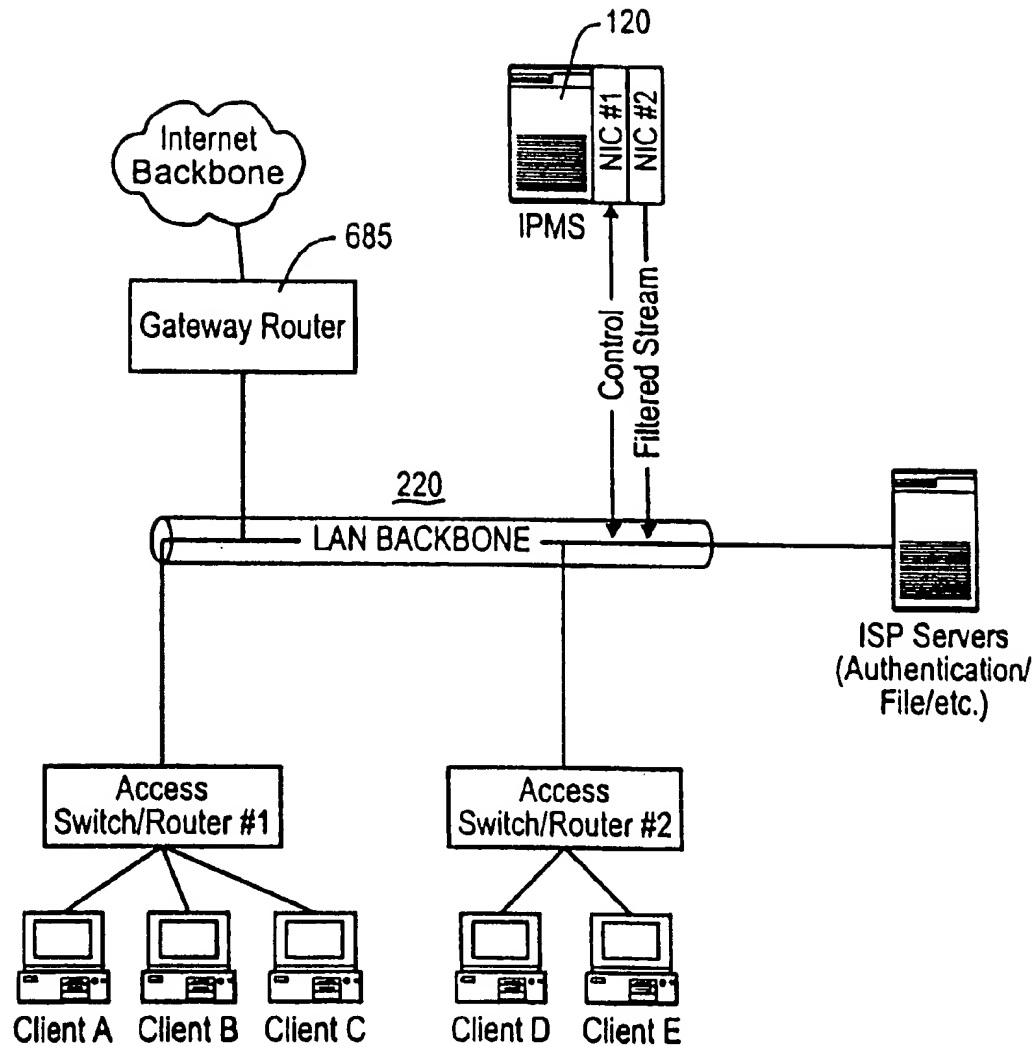 120
Internet
Backbone
NIC #1
NIC #2
IPMS
685
Gateway Router
Control
Filtered Stream
220
LAN BACKBONE
ISP Servers
(Authentication/
File/etc.)
Access
Switch/Router #1
Access
Switch/Router #2
Client A
Client B
Client C
Client D
Client E